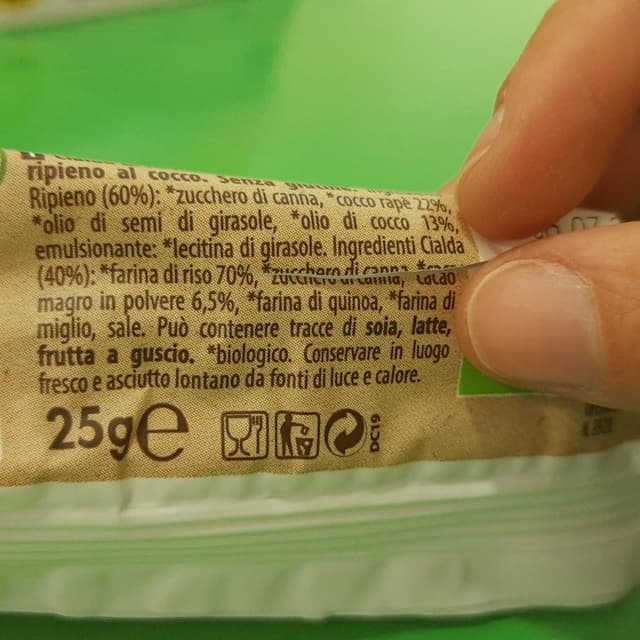 ripieno al cocco. Senza
Ripieno (60%): *zucchero di canna, *cocco rapè 22%,
*olio di semi di girasole, *olio di cocco 13%,
emulsionante: *lecitina di girasole. Ingredienti Cialda
(40%): *farina di riso 70%, *zucchero di canna, *cacao
magro in polvere 6,5%, *farina di quinoa, *farina di
miglio, sale. Può contenere tracce di soia, latte,
frutta a guscio. *biologico. Conservare in luogo
fresco e asciutto lontano da fonti di luce e calore.
25g e
DC19